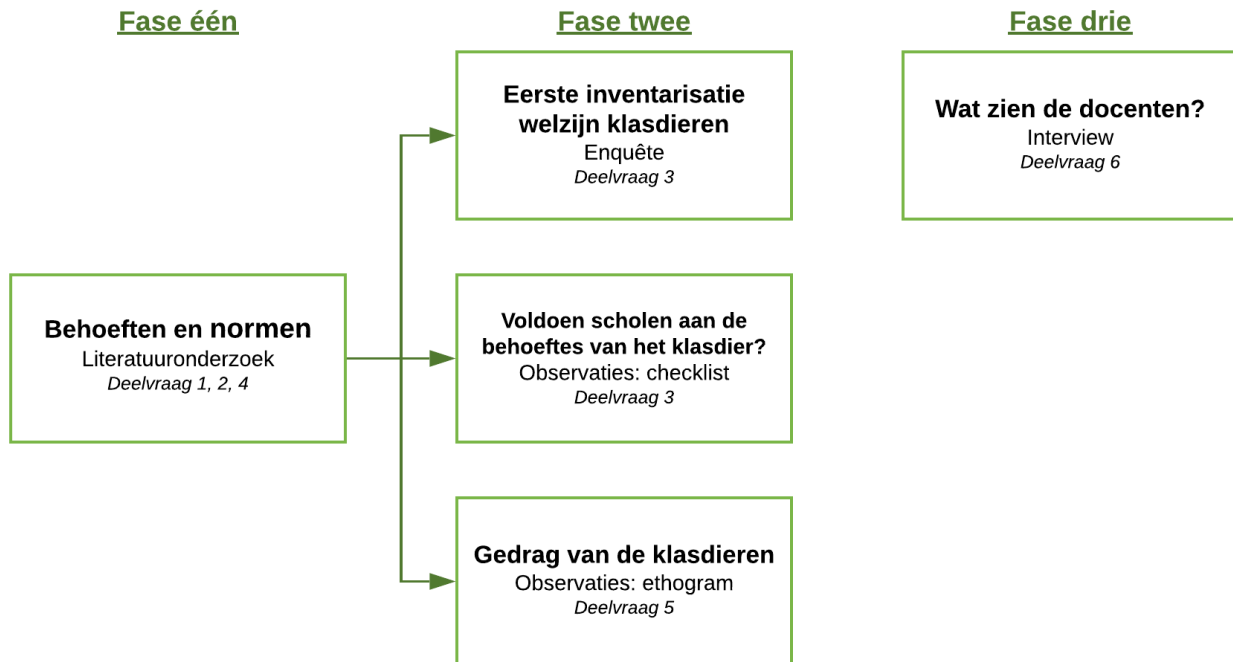 Fase één
Fase twee
Fase drie
Behoeften en normen
Literatuuronderzoek
Deelvraag 1, 2, 4
Eerste inventarisatie
welzijn klasdieren
Enquête
Deelvraag 3
Voldoen scholen aan de
behoeftes van het klasdier?
Observaties: checklist
Deelvraag 3
Gedrag van de klasdieren
Observaties: ethogram
Deelvraag 5
Wat zien de docenten?
Interview
Deelvraag 6